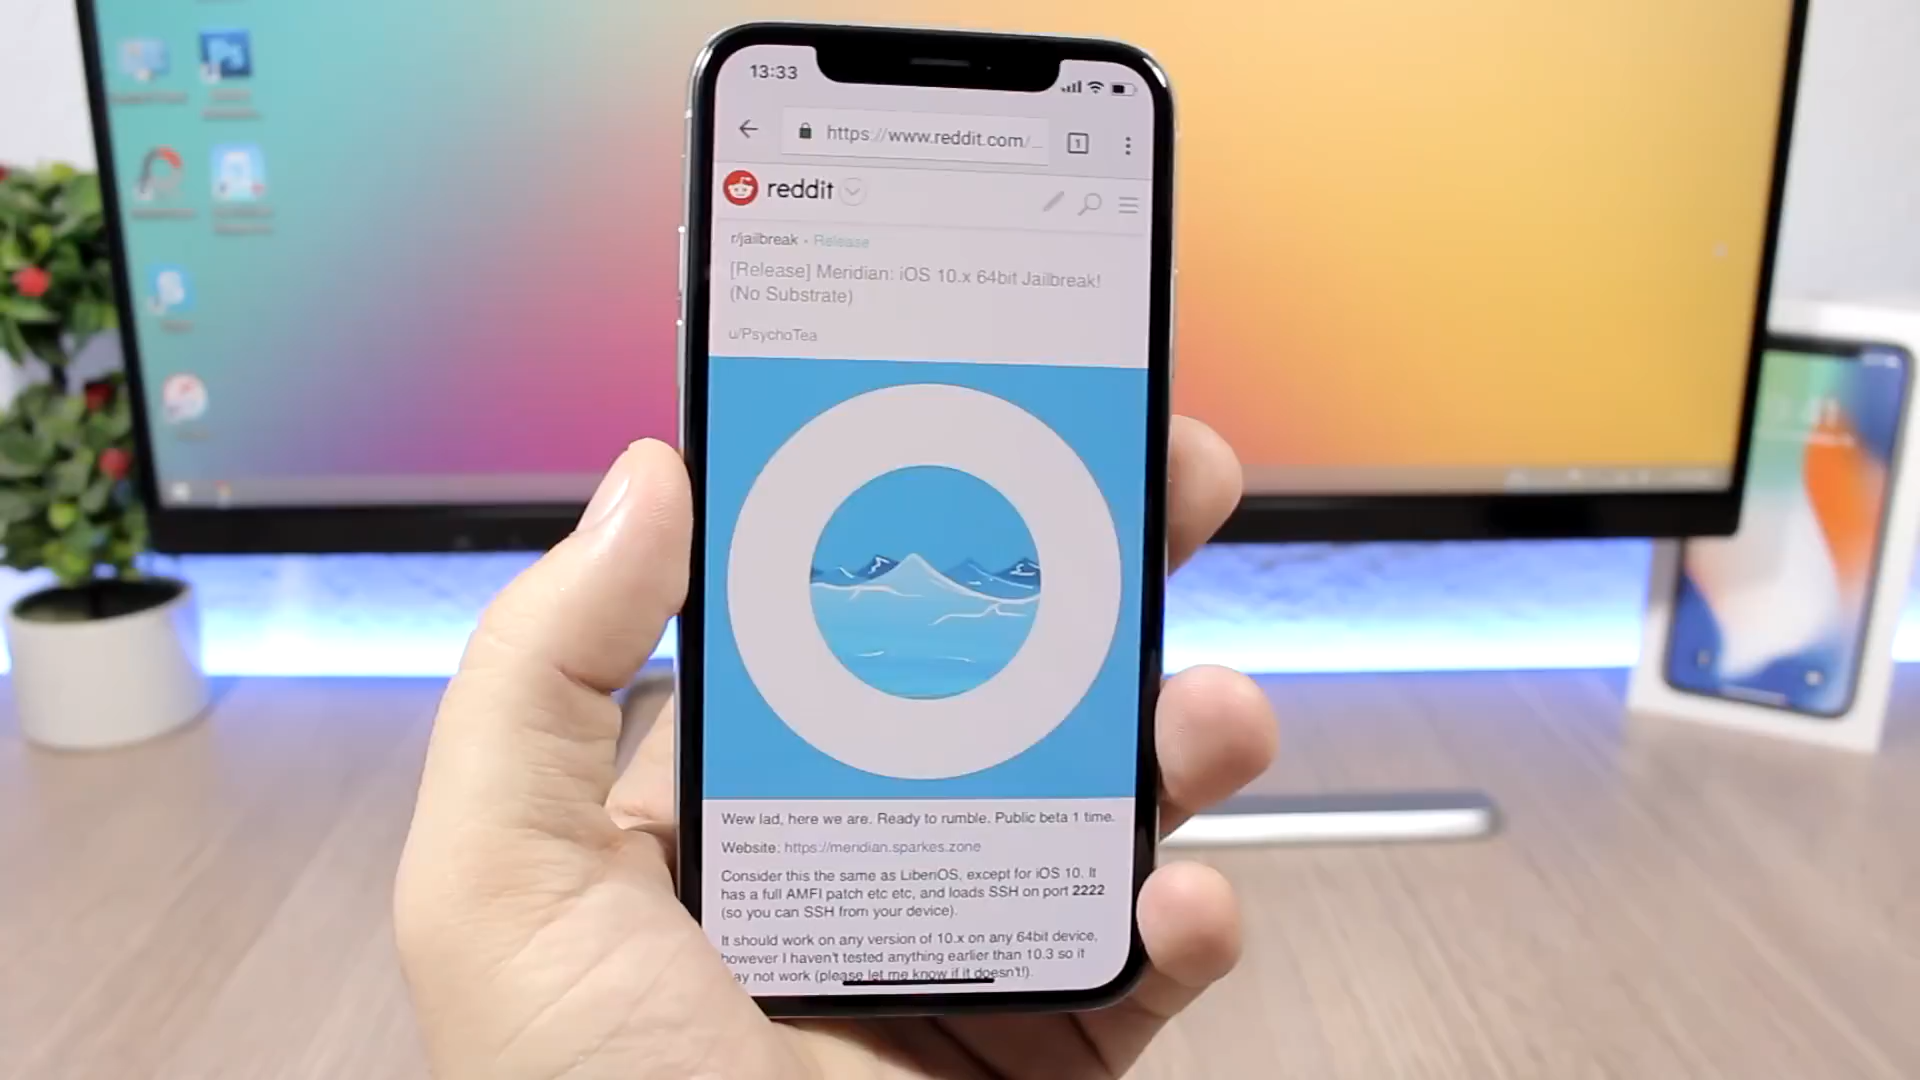 13:33
https://www.reddit.com/...
1
reddit
r/jailbreak • Release
[Release] Meridian: iOS 10.x 64bit Jailbreak!
(No Substrate)
u/PsychoTea
Wew lad, here we are. Ready to rumble. Public beta 1 time.
Website: https://meridian.sparkes.zone
Consider this the same as LiberiOS, except for iOS 10. It
has a full AMFI patch etc etc, and loads SSH on port 2222
(so you can SSH from your device).
It should work on any version of 10.x on any 64bit device,
however I haven't tested anything earlier than 10.3 so it
may not work (please let me know if it doesn't!).
Ps